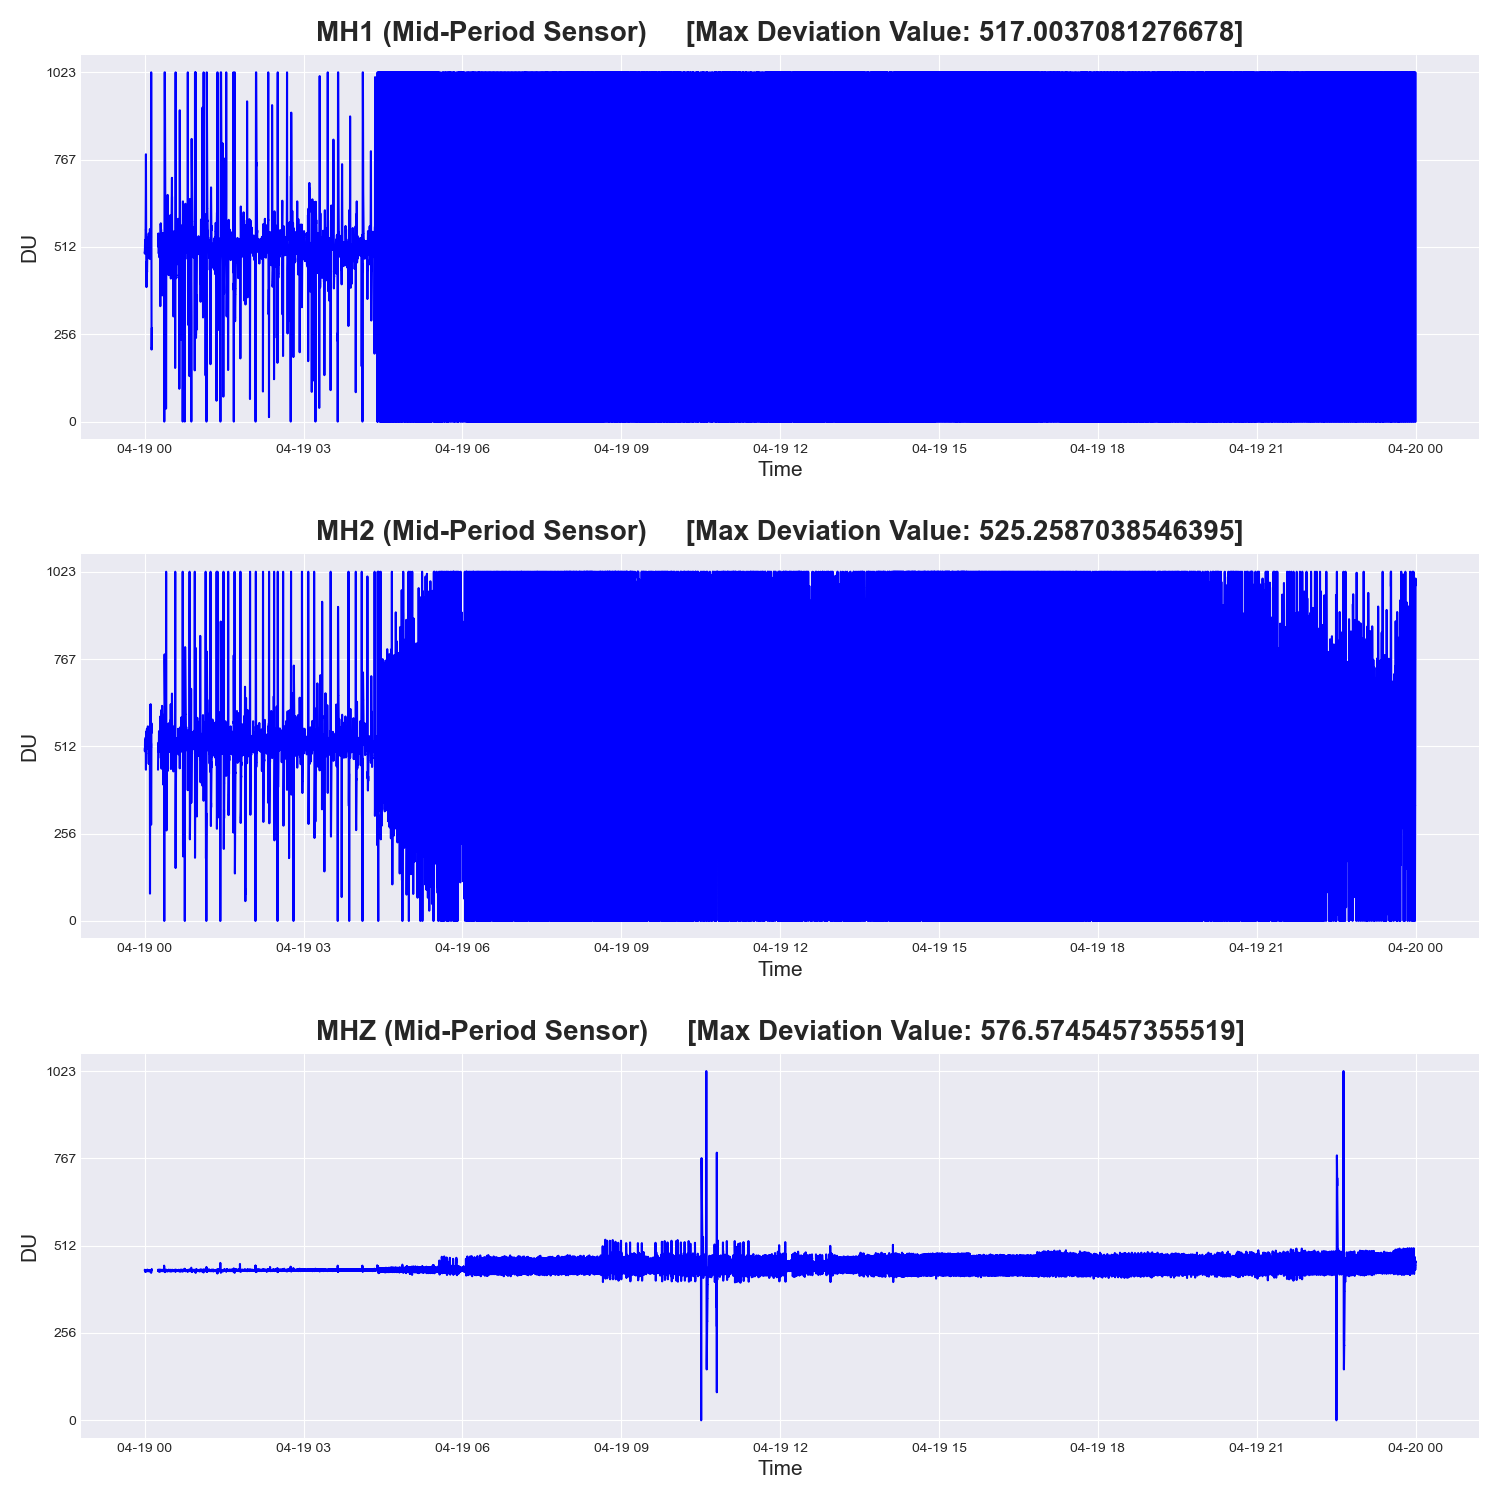 MH1 (Mid-Period Sensor)     [Max Deviation Value: 517.0037081276678]
1023
767
512
256
0
DU
04-19 00 04-19 03 04-19 06 04-19 09 04-19 12 04-19 15 04-19 18 04-19 21 04-20 00
Time
MH2 (Mid-Period Sensor)     [Max Deviation Value: 525.2587038546395]
1023
767
512
256
0
DU
04-19 00 04-19 03 04-19 06 04-19 09 04-19 12 04-19 15 04-19 18 04-19 21 04-20 00
Time
MHZ (Mid-Period Sensor)     [Max Deviation Value: 576.5745457355519]
1023
767
512
256
0
DU
04-19 00 04-19 03 04-19 06 04-19 09 04-19 12 04-19 15 04-19 18 04-19 21 04-20 00
Time